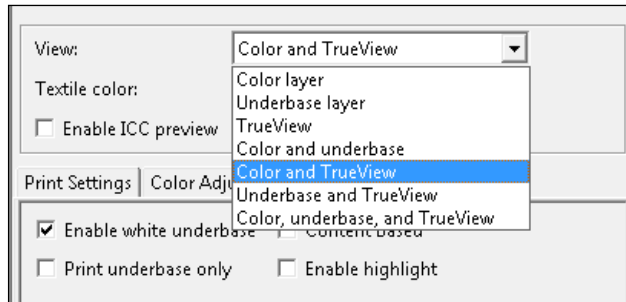 View: Color and TrueView
Color layer
Textile color:
Underbase layer
TrueView
Enable ICC preview
Color and underbase
Color and TrueView
Print Settings Color Adju
Underbase and TrueView
Color, underbase, and TrueView
Enable white underbase Content Based
Print underbase only Enable highlight